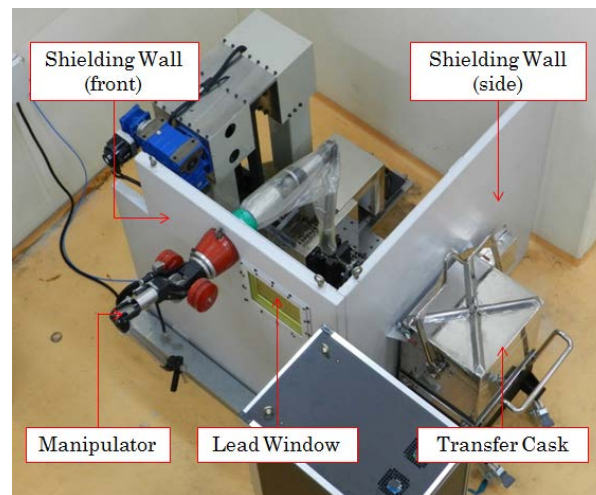 Shielding Wall
(front)
Shielding Wall
(side)
Manipulator
Lead Window
Transfer Cask